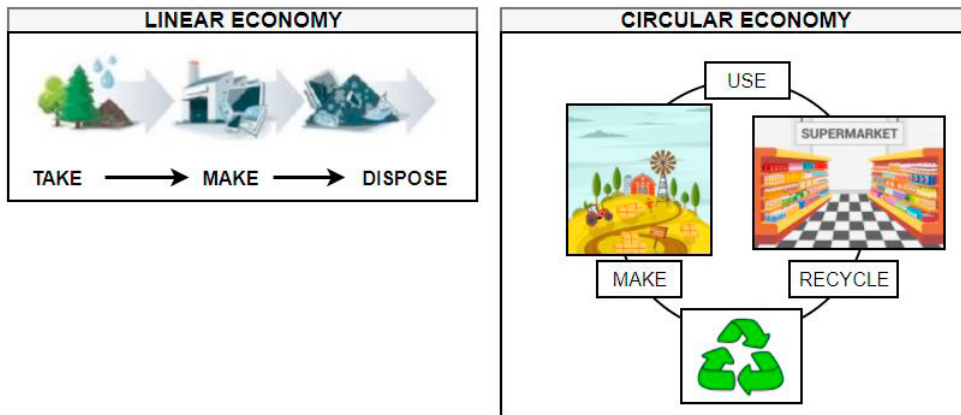 LINEAR ECONOMY
TAKE MAKE DISPOSE
CIRCULAR ECONOMY
USE
SUPERMARKET
MAKE
RECYCLE